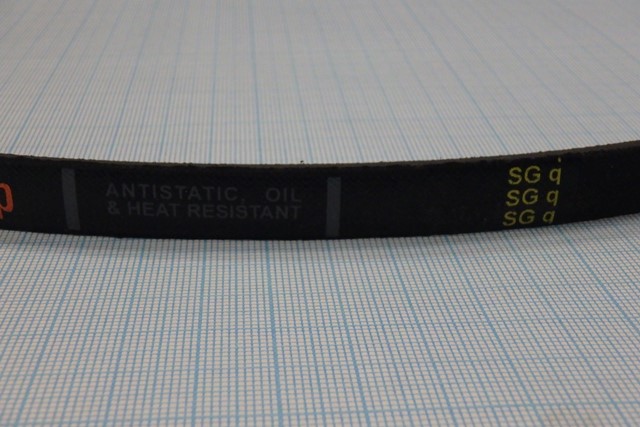 p
ANTISTATIC, OIL
& HEAT RESISTANT
SG q
SG q
SG q